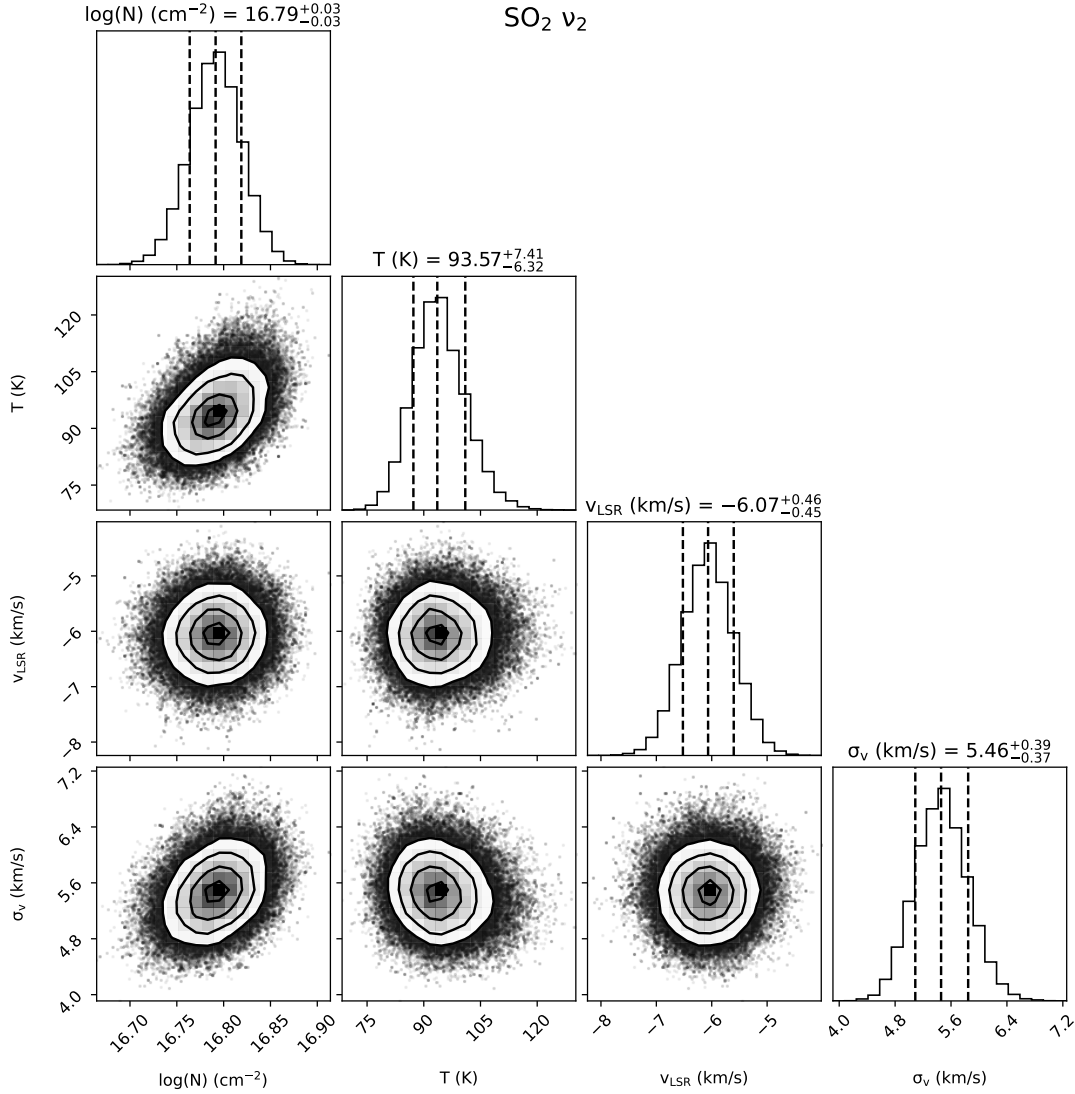 SO₂ ν₂
log(N) (cm⁻²) = 16.79 +0.03 −0.03
T (K) = 93.57 +7.41 −6.32
120
105
90
75
T (K)
v_LSR (km/s) = −6.07 +0.46 −0.45
−5
−6
−7
−8
v_LSR (km/s)
σ_v (km/s) = 5.46 +0.39 −0.37
7.2
6.4
5.6
4.8
4.0
σ_v (km/s)
16.70 16.75 16.80 16.85 16.90
75 90 105 120
−8 −7 −6 −5
4.0 4.8 5.6 6.4 7.2
log(N) (cm⁻²)
T (K)
v_LSR (km/s)
σ_v (km/s)